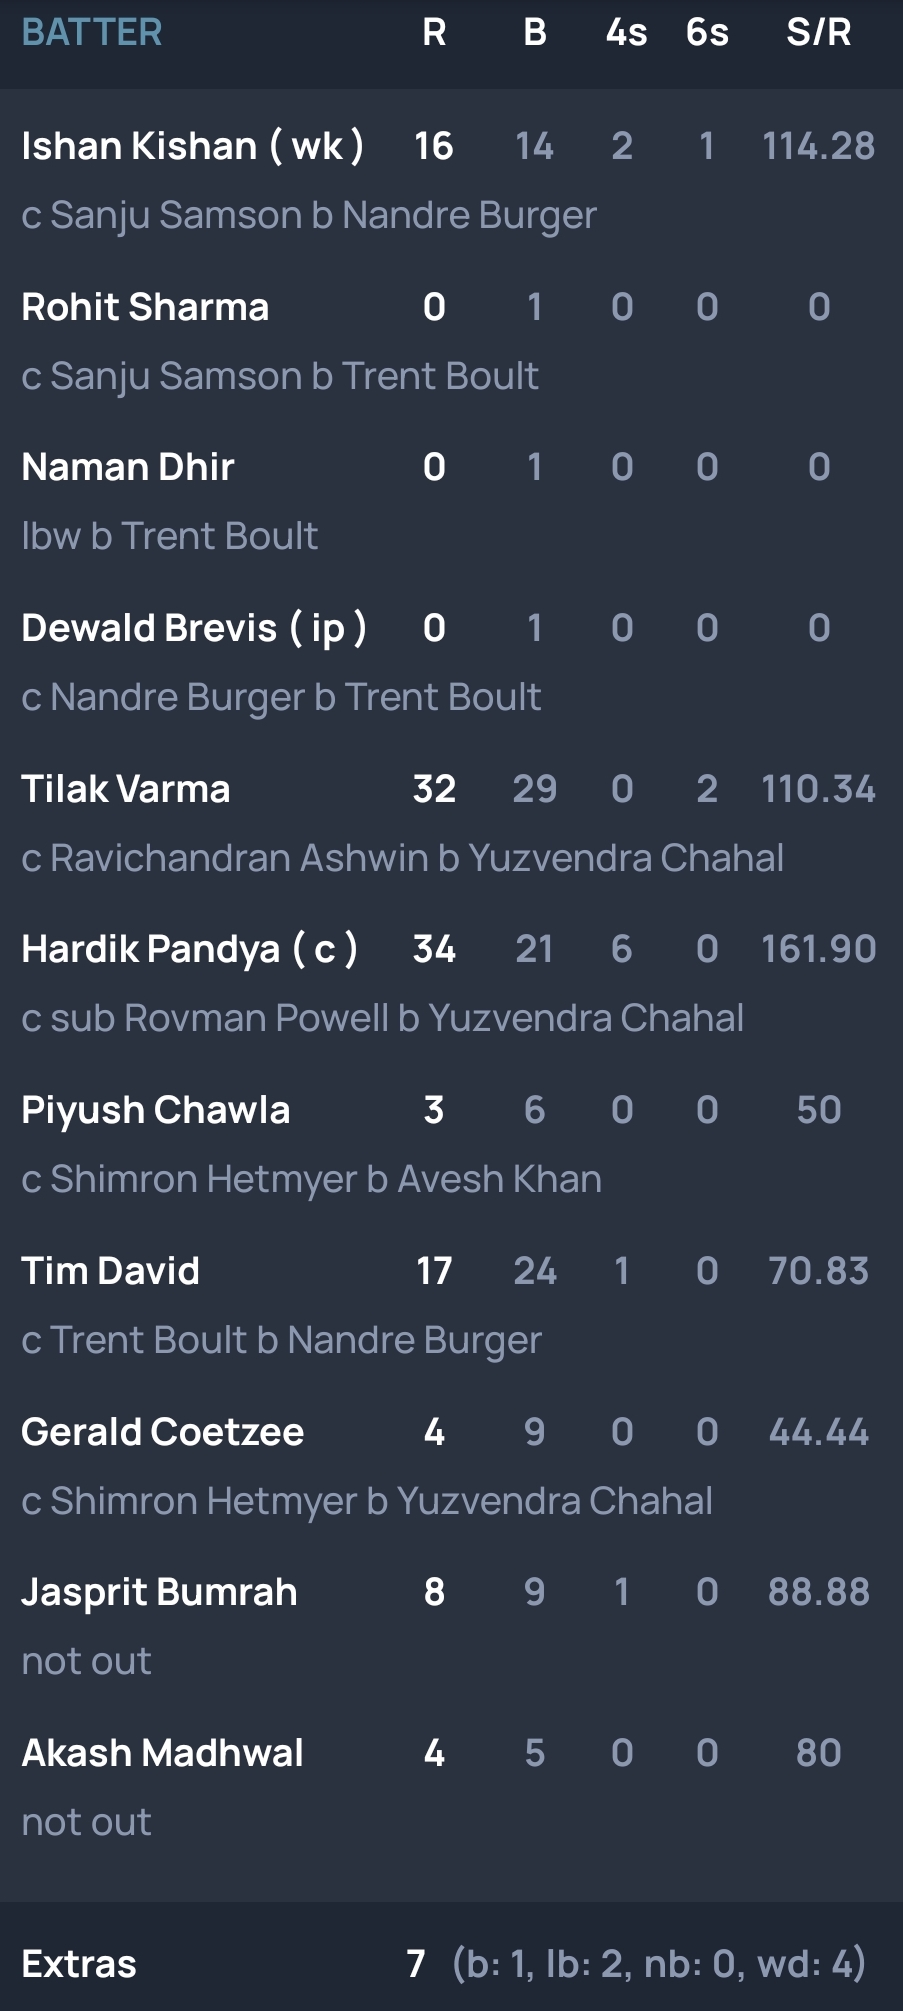 BATTER R B 4s 6s S/R
Ishan Kishan ( wk ) 16 14 2 1 114.28
c Sanju Samson b Nandre Burger
Rohit Sharma 0 1 0 0 0
c Sanju Samson b Trent Boult
Naman Dhir 0 1 0 0 0
lbw b Trent Boult
Dewald Brevis ( ip ) 0 1 0 0 0
c Nandre Burger b Trent Boult
Tilak Varma 32 29 0 2 110.34
c Ravichandran Ashwin b Yuzvendra Chahal
Hardik Pandya ( c ) 34 21 6 0 161.90
c sub Rovman Powell b Yuzvendra Chahal
Piyush Chawla 3 6 0 0 50
c Shimron Hetmyer b Avesh Khan
Tim David 17 24 1 0 70.83
c Trent Boult b Nandre Burger
Gerald Coetzee 4 9 0 0 44.44
c Shimron Hetmyer b Yuzvendra Chahal
Jasprit Bumrah 8 9 1 0 88.88
not out
Akash Madhwal 4 5 0 0 80
not out
Extras 7 (b: 1, lb: 2, nb: 0, wd: 4)